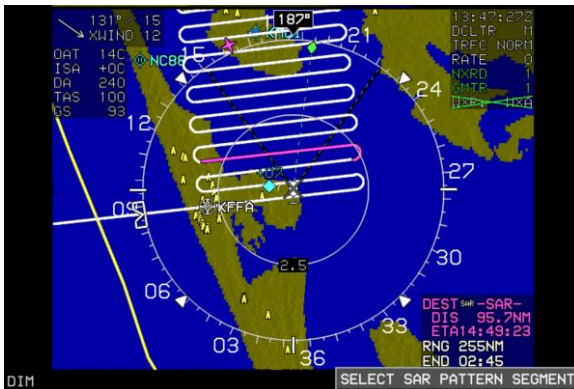 131° / 15
XWIND 12
OAT 14C
ISA +0C
DA 240
TAS 100
GS 93
187°
13:47:27Z
DCLTR M
TRFC NORM
RATE 0
NXRD 1
GMTR 1
NC88
15
21
24
12
27
+07
KFFA
09
30
2.5
06
33
03
36
DEST SAR -SAR-
DIS 95.7NM
ETA14:49:23
RNG 255NM
END 02:45
DIM
SELECT SAR PATTERN SEGMENT